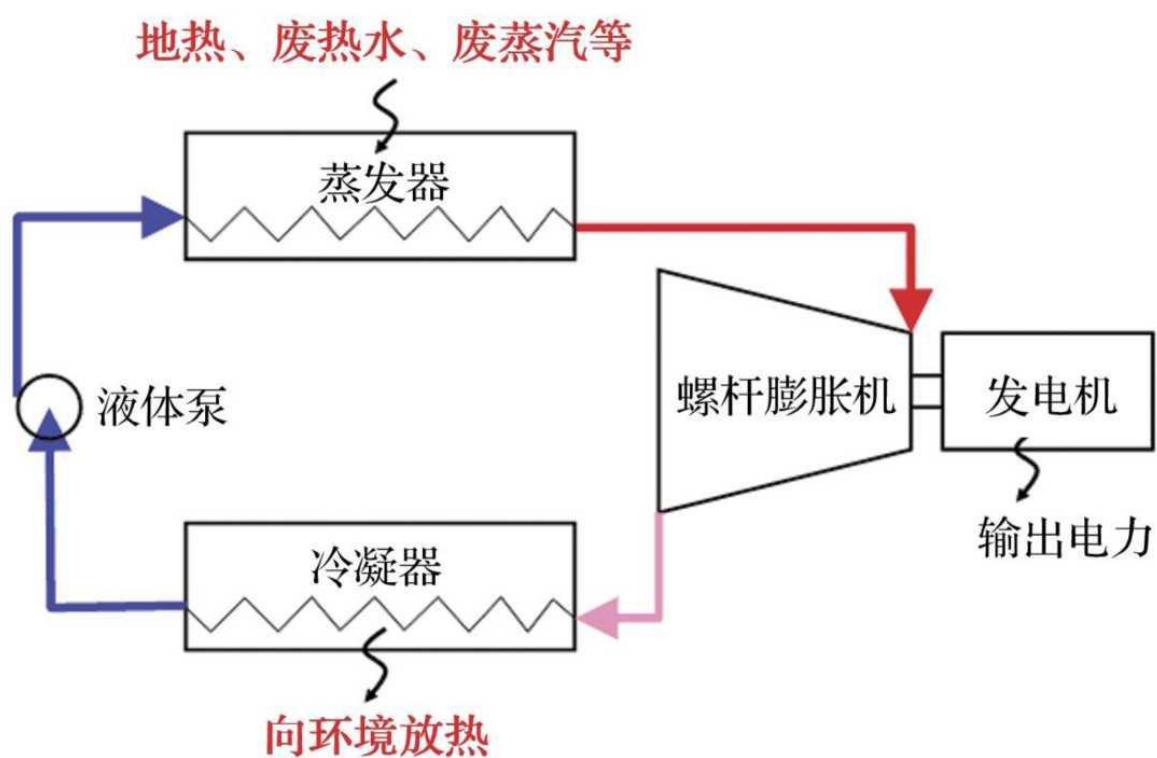 地热、废热水、废蒸汽等
蒸发器
液体泵
螺杆膨胀机
发电机
输出电力
冷凝器
向环境放热